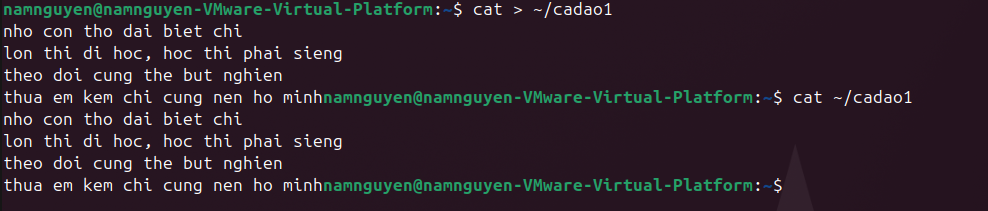 namnguyen@namnguyen-VMware-Virtual-Platform:~$ cat > ~/cadao1
nho con tho dai biet chi
lon thi di hoc, hoc thi phai sieng
theo doi cung the but nghien
thua em kem chi cung nen ho minhnamnguyen@namnguyen-VMware-Virtual-Platform:~$ cat ~/cadao1
nho con tho dai biet chi
lon thi di hoc, hoc thi phai sieng
theo doi cung the but nghien
thua em kem chi cung nen ho minhnamnguyen@namnguyen-VMware-Virtual-Platform:~$